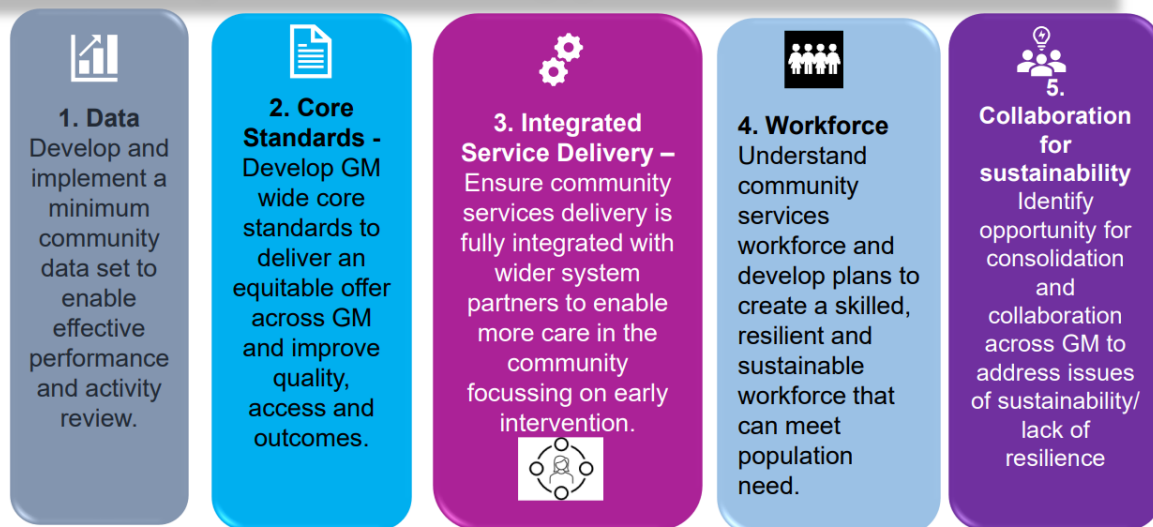 1. Data
Develop and
implement a
minimum
community
data set to
enable
effective
performance
and activity
review.
2. Core
Standards -
Develop GM
wide core
standards to
deliver an
equitable offer
across GM
and improve
quality,
access and
outcomes.
3. Integrated
Service Delivery –
Ensure community
services delivery is
fully integrated with
wider system
partners to enable
more care in the
community
focussing on early
intervention.
4. Workforce
Understand
community
services
workforce and
develop plans to
create a skilled,
resilient and
sustainable
workforce that
can meet
population
need.
5.
Collaboration
for
sustainability
Identify
opportunity for
consolidation
and
collaboration
across GM to
address issues
of sustainability/
lack of
resilience